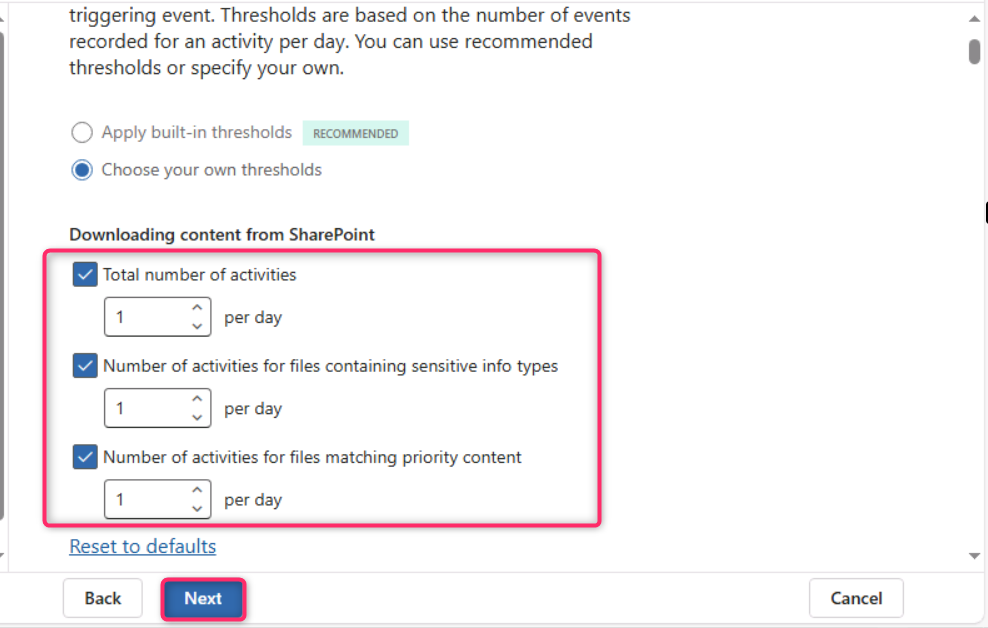 triggering event. Thresholds are based on the number of events
recorded for an activity per day. You can use recommended
thresholds or specify your own.
Apply built-in thresholds RECOMMENDED
Choose your own thresholds
Downloading content from SharePoint
Total number of activities
1 per day
Number of activities for files containing sensitive info types
1 per day
Number of activities for files matching priority content
1 per day
Reset to defaults
Back Next Cancel